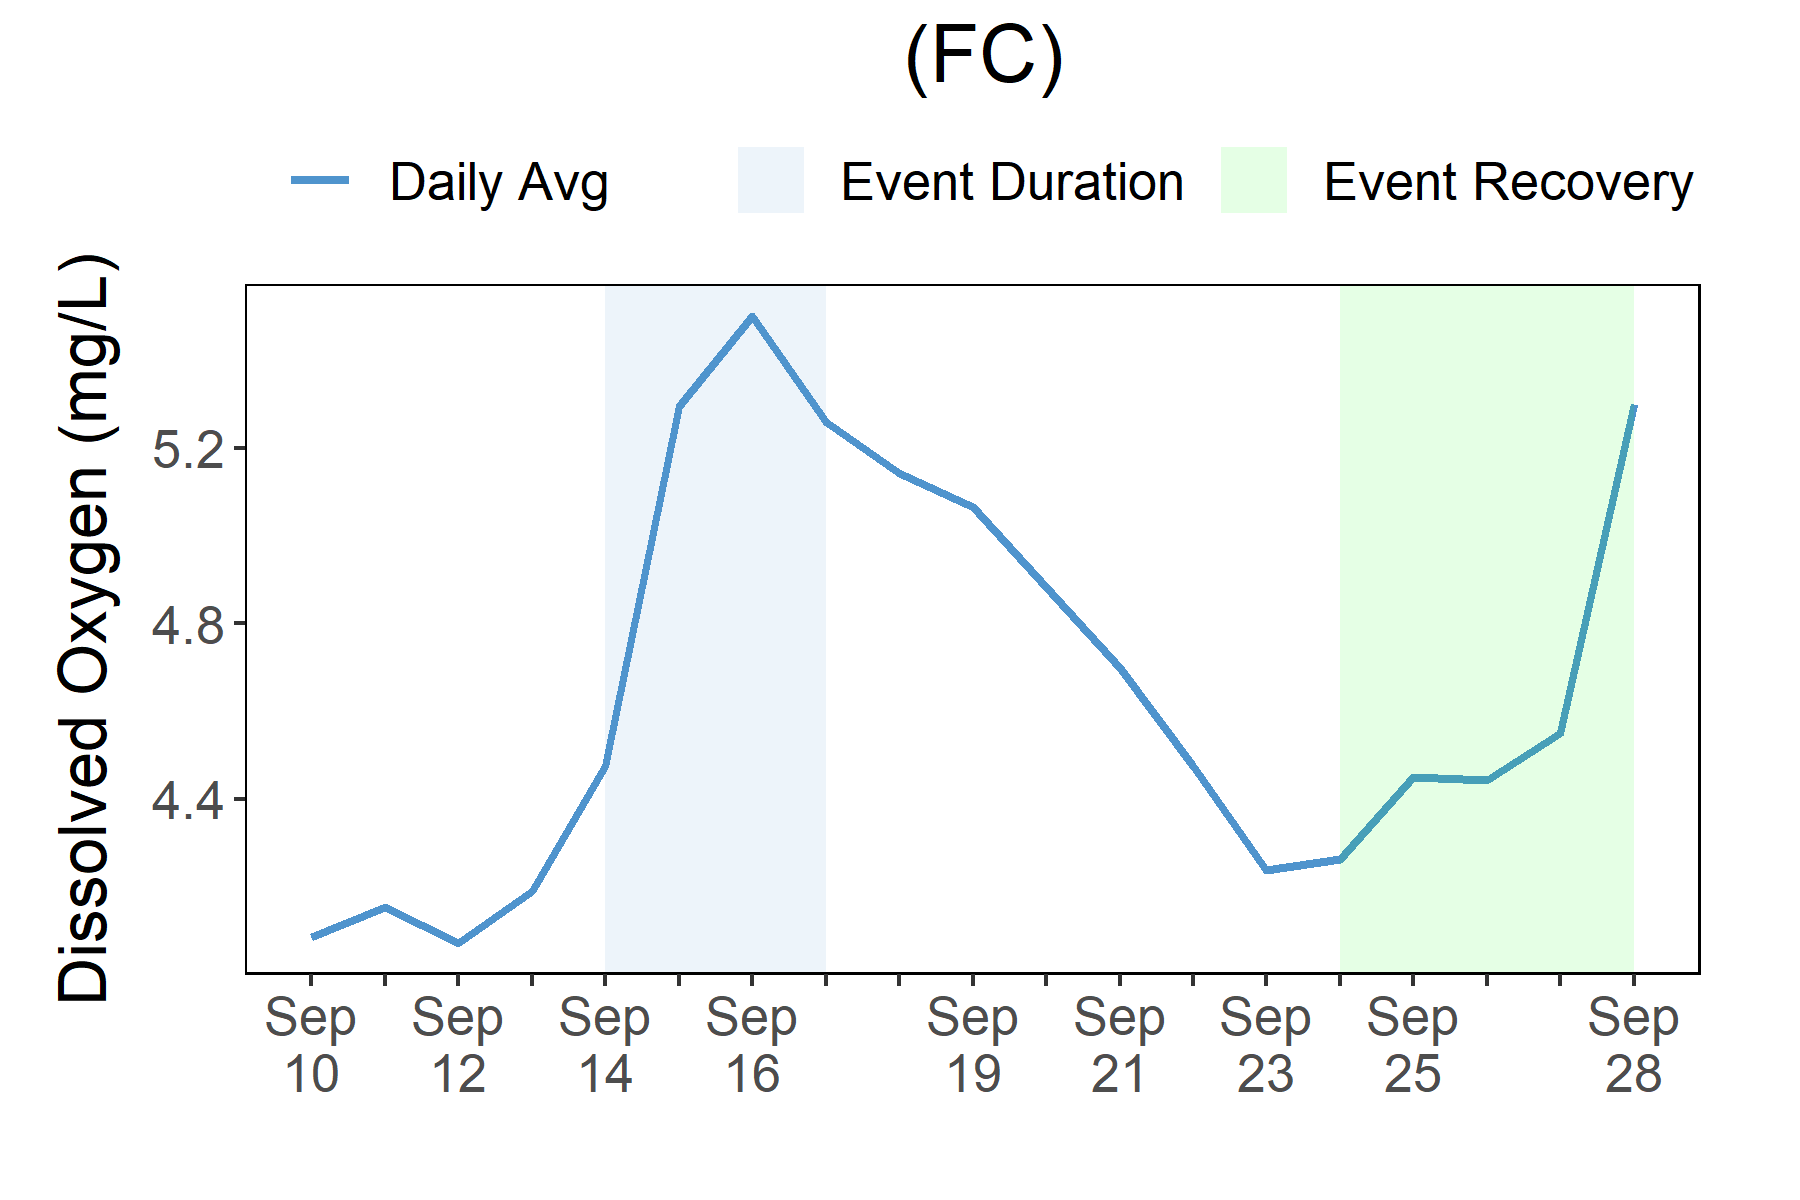 (FC)
Daily Avg
Event Duration
Event Recovery
Dissolved Oxygen (mg/L)
5.2
4.8
4.4
Sep 10
Sep 12
Sep 14
Sep 16
Sep 19
Sep 21
Sep 23
Sep 25
Sep 28